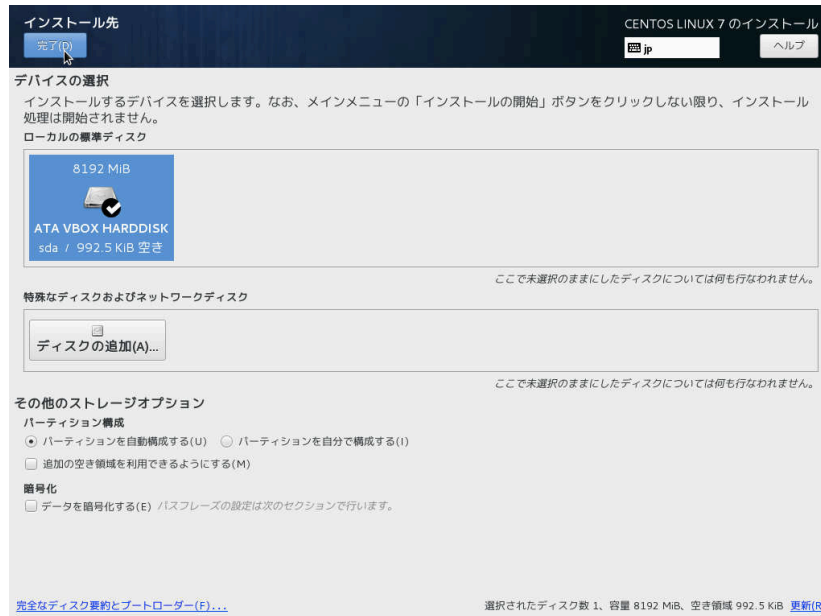 インストール先
CENTOS LINUX 7 のインストール
完了(D)
jp
ヘルプ
デバイスの選択
インストールするデバイスを選択します。なお、メインメニューの「インストールの開始」ボタンをクリックしない限り、インストール
処理は開始されません。
ローカルの標準ディスク
8192 MiB
ATA VBOX HARDDISK
sda / 992.5 KiB 空き
ここで未選択のままにしたディスクについては何も行なわれません。
特殊なディスクおよびネットワークディスク
ディスクの追加(A)...
ここで未選択のままにしたディスクについては何も行なわれません。
その他のストレージオプション
パーティション構成
パーティションを自動構成する(U) パーティションを自分で構成する(I)
追加の空き領域を利用できるようにする(M)
暗号化
データを暗号化する(E) パスフレーズの設定は次のセクションで行います。
完全なディスク要約とブートローダー(F)...
選択されたディスク数 1、容量 8192 MiB、空き領域 992.5 KiB 更新(R